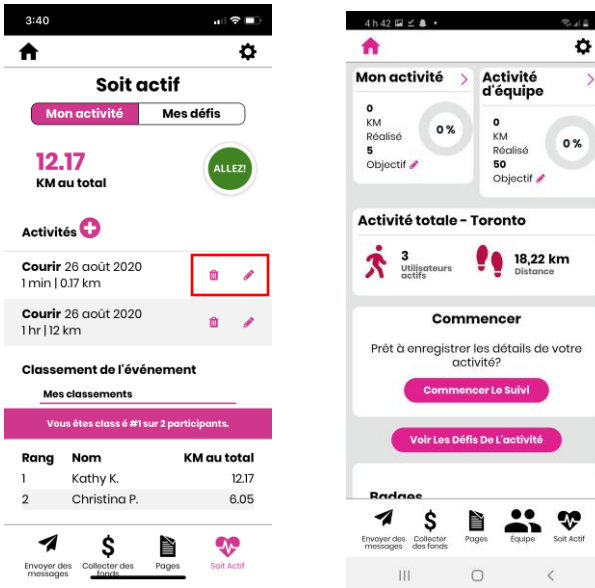 3:40
Soit actif
Mon activité
Mes défis
12.17
KM au total
ALLEZ!
Activités
Courir 26 août 2020
1 min | 0.17 km
Courir 26 août 2020
1 hr | 12 km
Classement de l'événement
Mes classements
Vous êtes class é #1 sur 2 participants.
Rang Nom KM au total
1 Kathy K. 12.17
2 Christina P. 6.05
Envoyer des messages
Collecter des fonds
Pages
Soit Actif
4 h 42
Mon activité
0
KM
Réalisé
5
Objectif
0 %
Activité d'équipe
0
KM
Réalisé
50
Objectif
0 %
Activité totale - Toronto
3
Utilisateurs actifs
18,22 km
Distance
Commencer
Prêt à enregistrer les détails de votre
activité?
Commencer Le Suivi
Voir Les Défis De L'activité
Badges
Envoyer des messages
Collecter des fonds
Pages
Équipe
Soit Actif